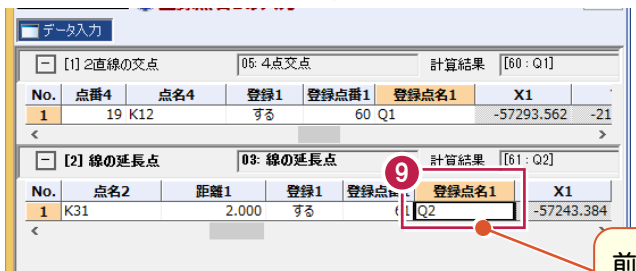 データ入力
[1] 2直線の交点 05: 4点交点 計算結果 [60 : Q1]
No. 点番4 点名4 登録1 登録点番1 登録点名1 X1
1 19 K12 する 60 Q1 -57293.562 -21
[2] 線の延長点 03: 線の延長点 計算結果 [61 : Q2]
9
No. 点名2 距離1 登録1 登録点番1 登録点名1 X1
1 K31 2.000 する 61 Q2 -57243.384
前